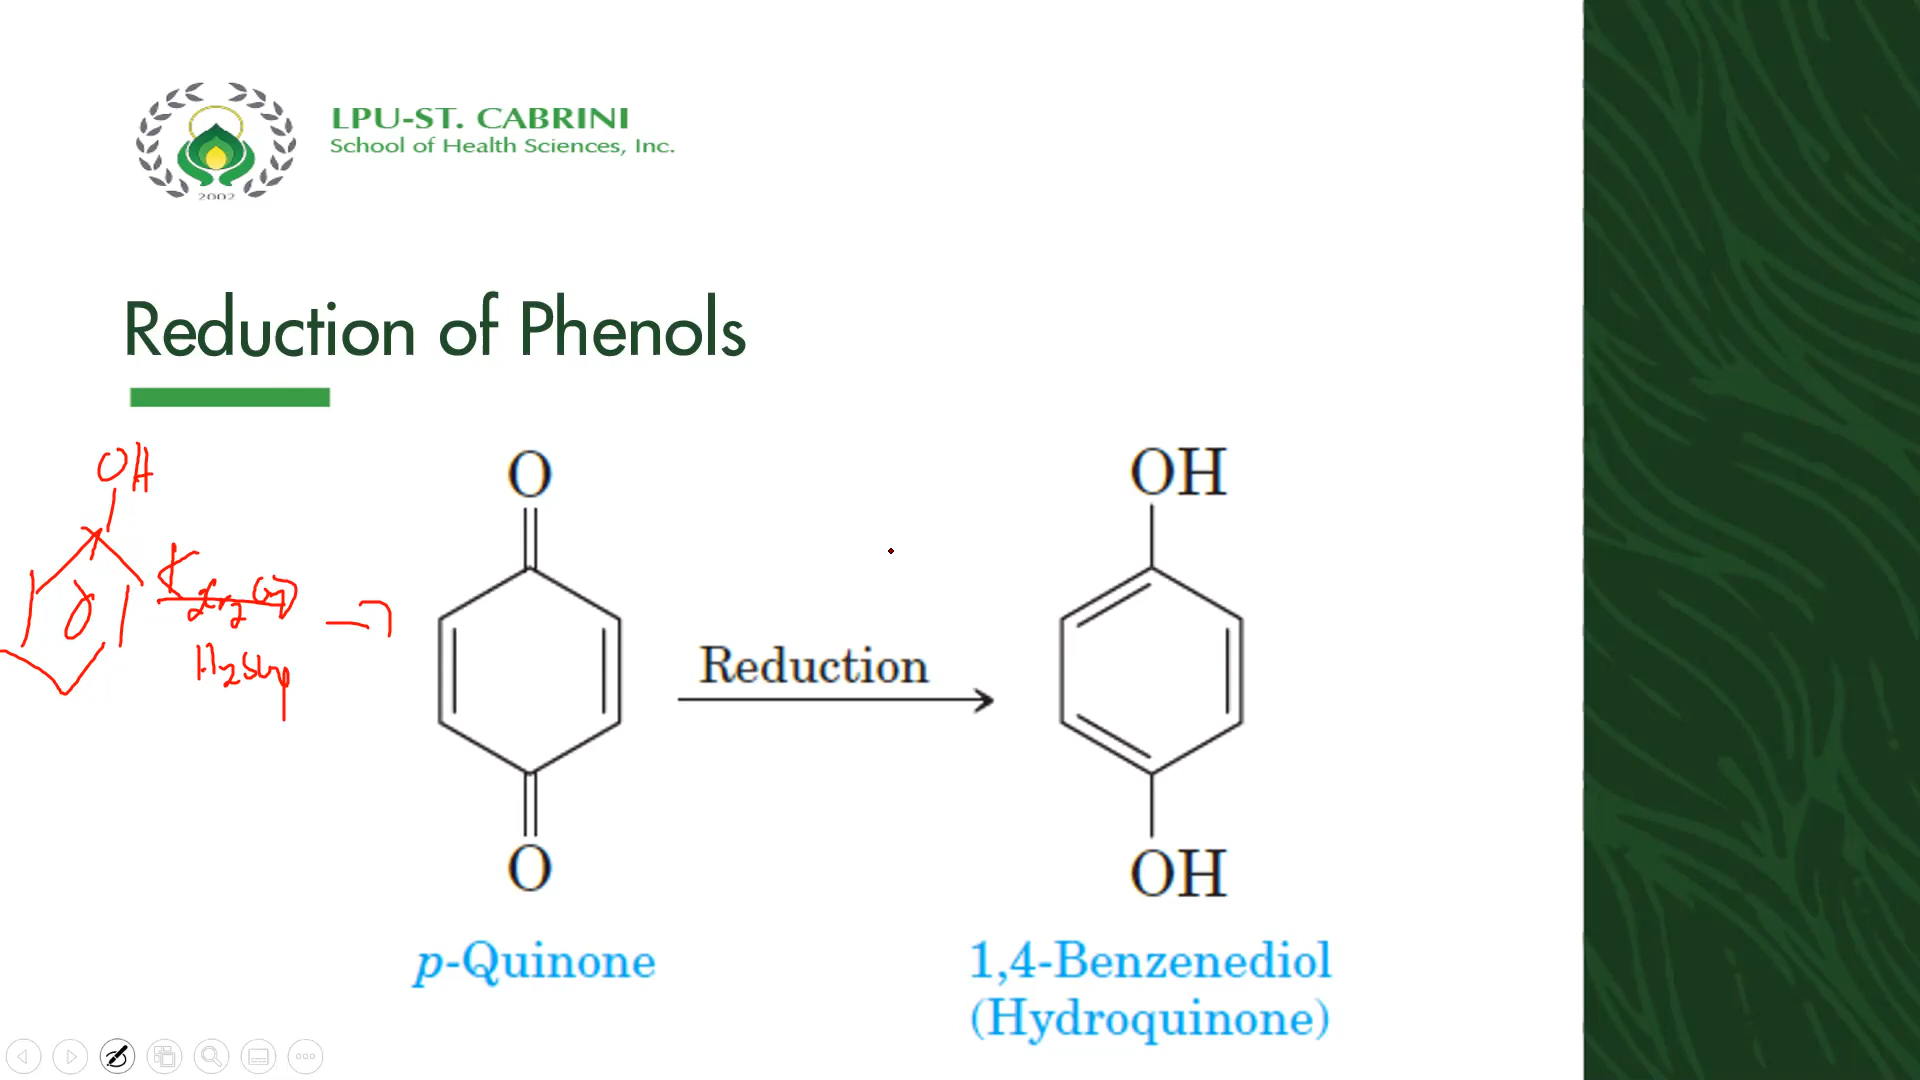 LPU-ST. CABRINI
School of Health Sciences, Inc.
2002
Reduction of Phenols
OH
O
OH
Reduction
O
OH
p-Quinone
1,4-Benzenediol
(Hydroquinone)